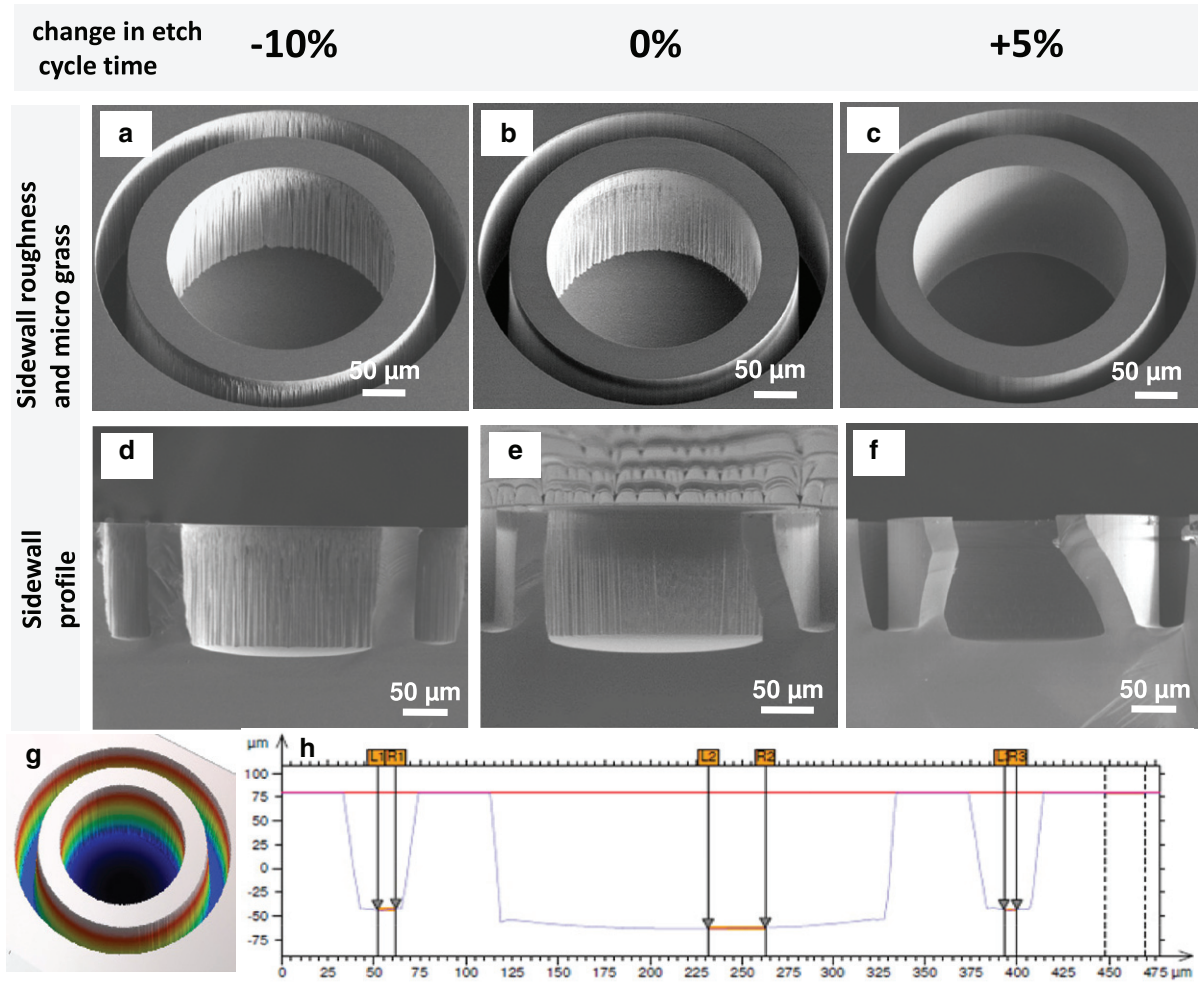 change in etch
cycle time
-10%
0%
+5%
Sidewall roughness
and micro grass
a
50 µm
b
50 µm
c
50 µm
Sidewall
profile
d
50 µm
e
50 µm
f
50 µm
g
h
µm
L1
R1
L2
R2
R3
100
75
50
25
0
-25
-50
-75
0
25
50
75
100
125
150
175
200
225
250
275
300
325
350
375
400
425
450
475 µm